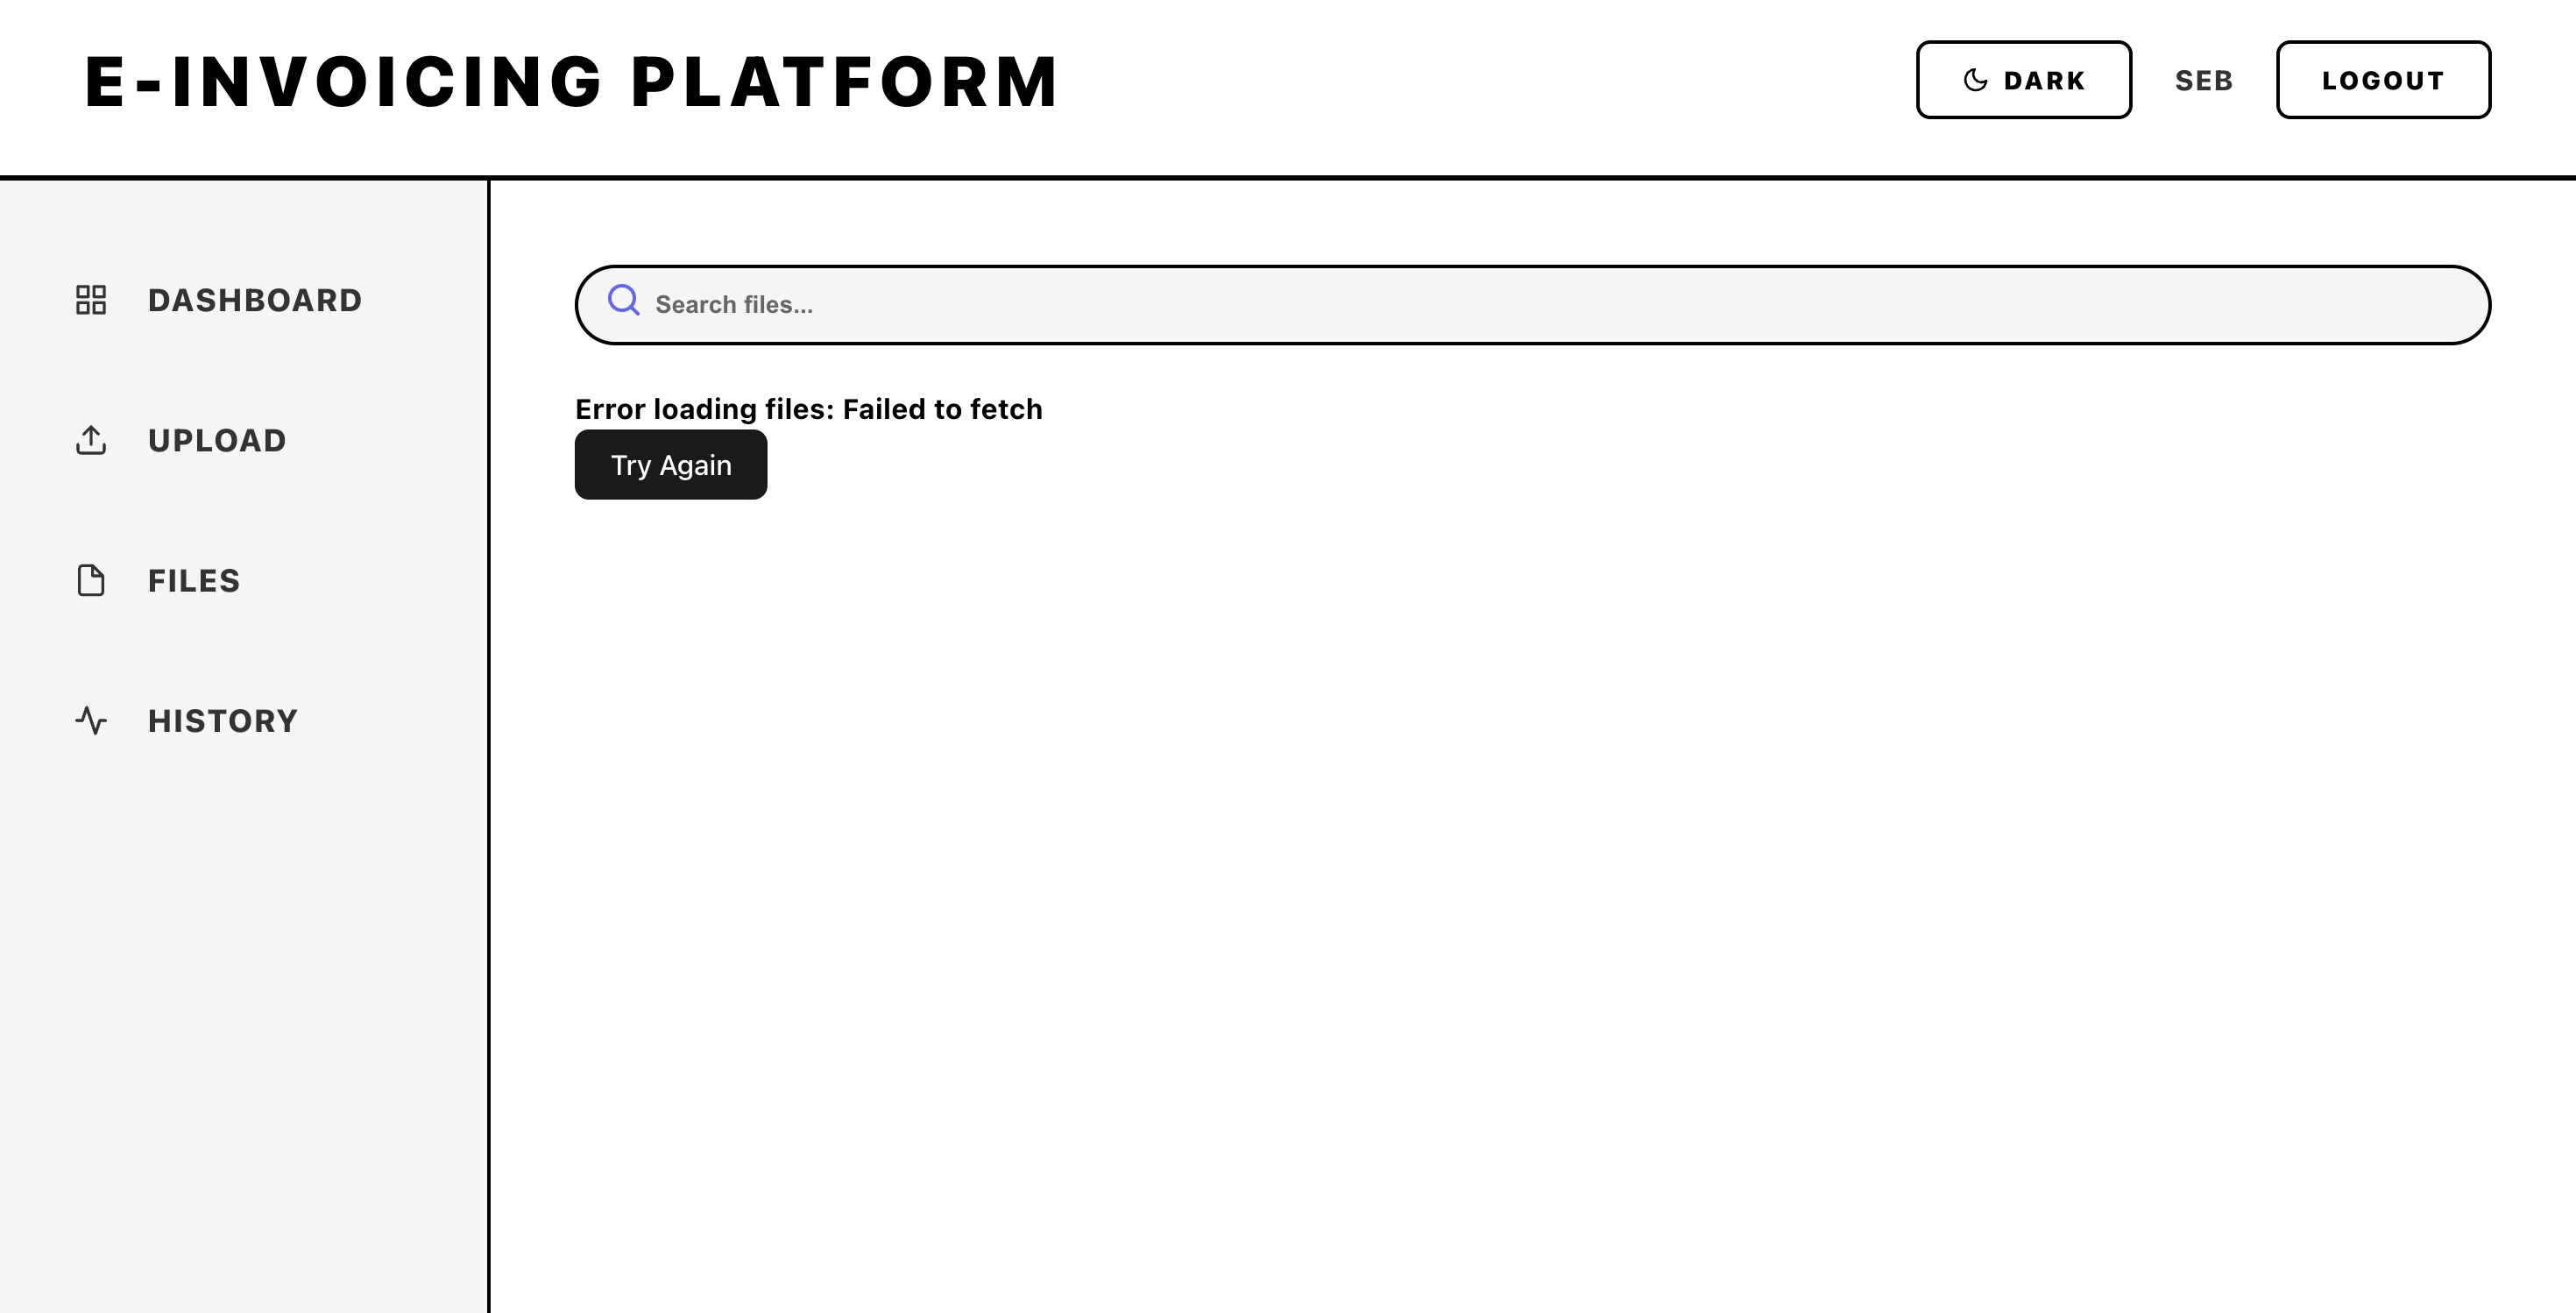 E-INVOICING PLATFORM
DARK
SEB
LOGOUT
DASHBOARD
UPLOAD
FILES
HISTORY
Search files...
Error loading files: Failed to fetch
Try Again